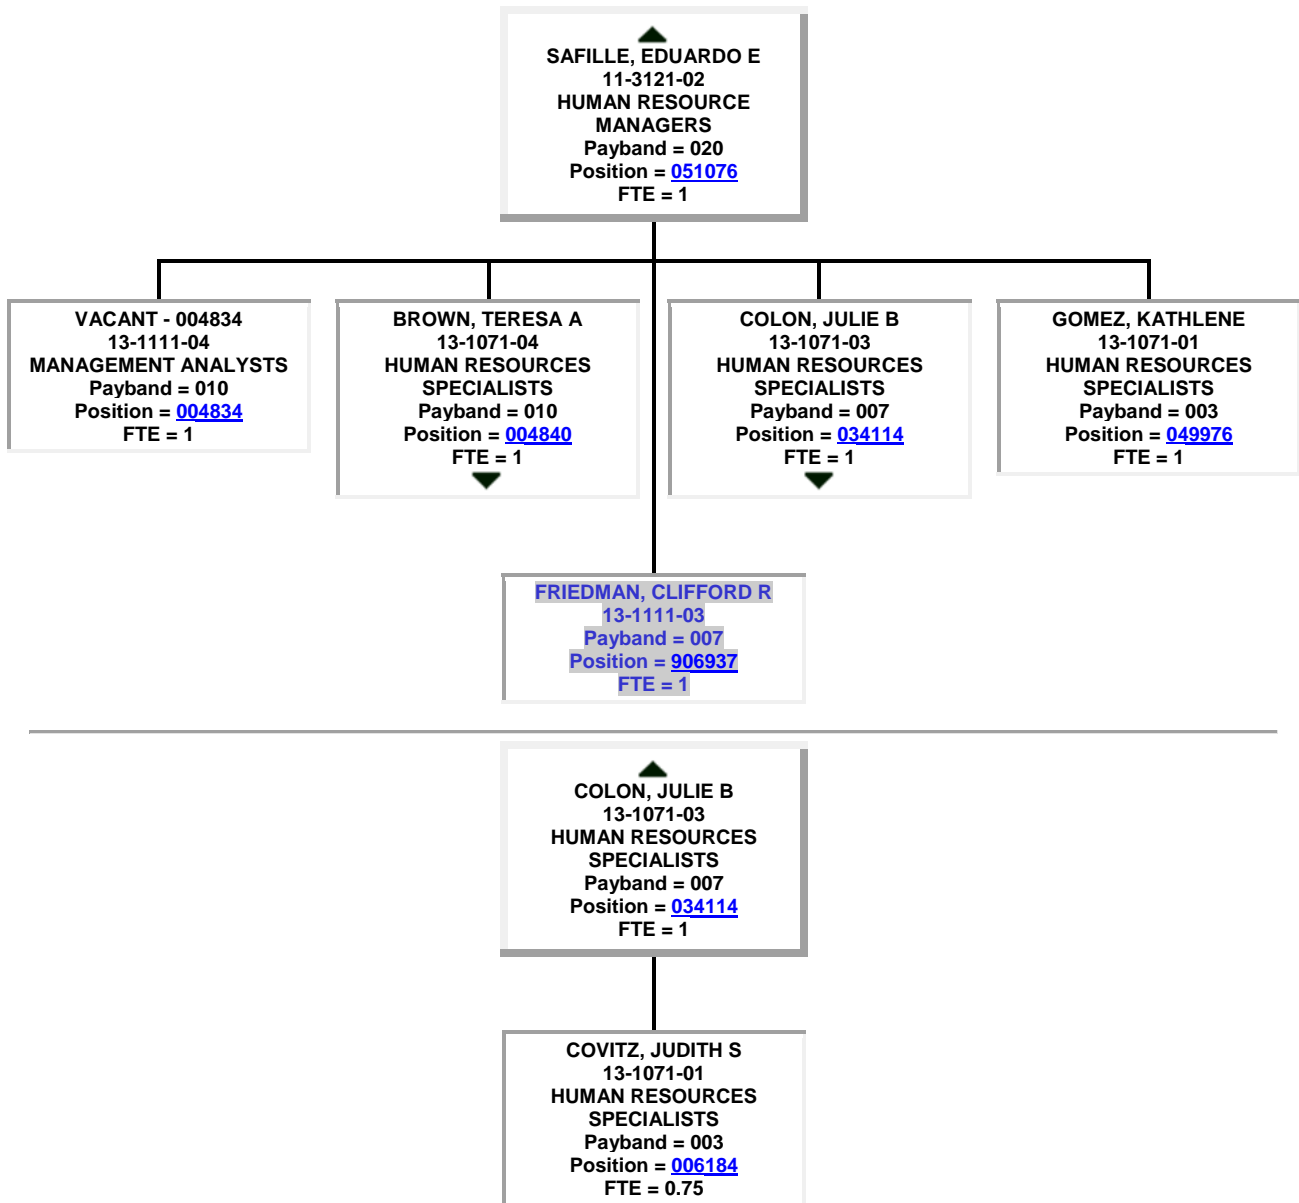 SAFILLE, EDUARDO E
11-3121-02
HUMAN RESOURCE
MANAGERS
Payband = 020
Position = 051076
FTE = 1
VACANT - 004834
13-1111-04
MANAGEMENT ANALYSTS
Payband = 010
Position = 004834
FTE = 1
BROWN, TERESA A
13-1071-04
HUMAN RESOURCES
SPECIALISTS
Payband = 010
Position = 004840
FTE = 1
COLON, JULIE B
13-1071-03
HUMAN RESOURCES
SPECIALISTS
Payband = 007
Position = 034114
FTE = 1
GOMEZ, KATHLENE
13-1071-01
HUMAN RESOURCES
SPECIALISTS
Payband = 003
Position = 049976
FTE = 1
FRIEDMAN, CLIFFORD R
13-1111-03
Payband = 007
Position = 906937
FTE = 1
COLON, JULIE B
13-1071-03
HUMAN RESOURCES
SPECIALISTS
Payband = 007
Position = 034114
FTE = 1
COVITZ, JUDITH S
13-1071-01
HUMAN RESOURCES
SPECIALISTS
Payband = 003
Position = 006184
FTE = 0.75